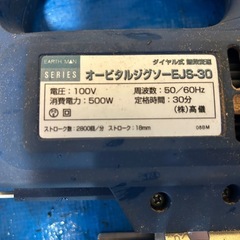 EARTH MAN
SERIES
ダイヤル式 無段変速
オービタルジグソーEJS-30
電圧:100V 周波数:50/60Hz
消費電力:500W 定格時間:30分
(株)高儀
ストローク数:2800回/分 ストローク:18mm